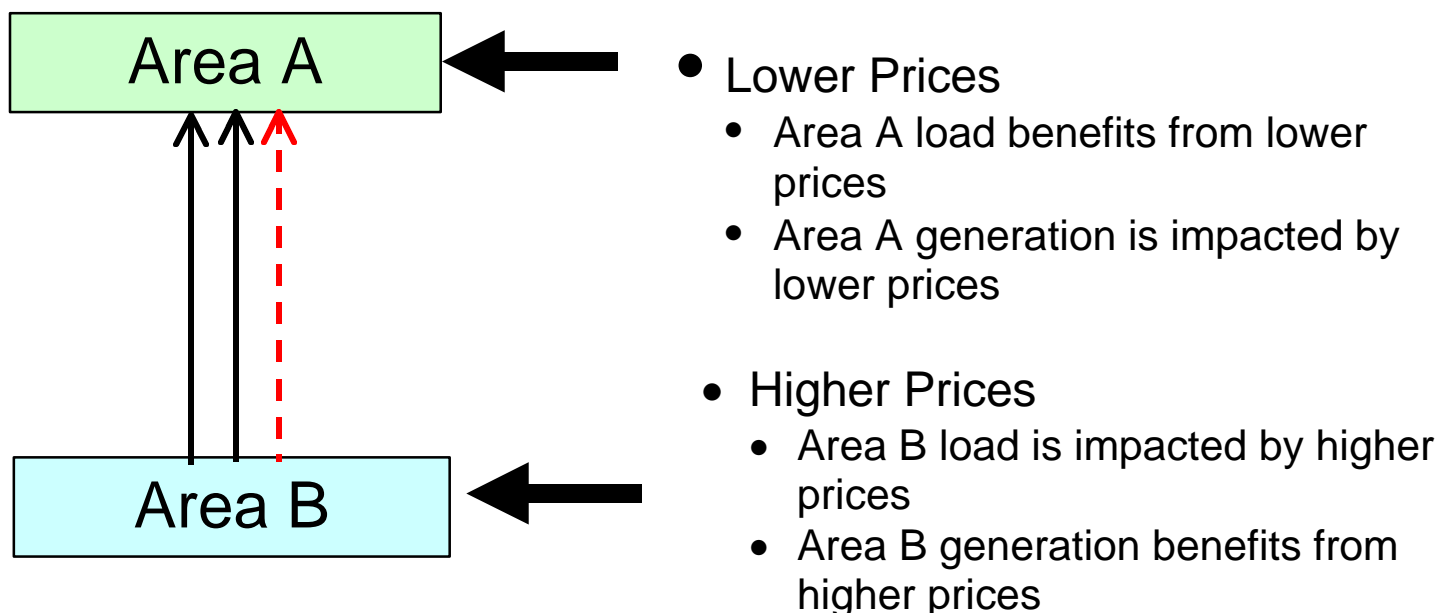 Area A
• Lower Prices
• Area A load benefits from lower
prices
• Area A generation is impacted by
lower prices
• Higher Prices
• Area B load is impacted by higher
prices
Area B
• Area B generation benefits from
higher prices